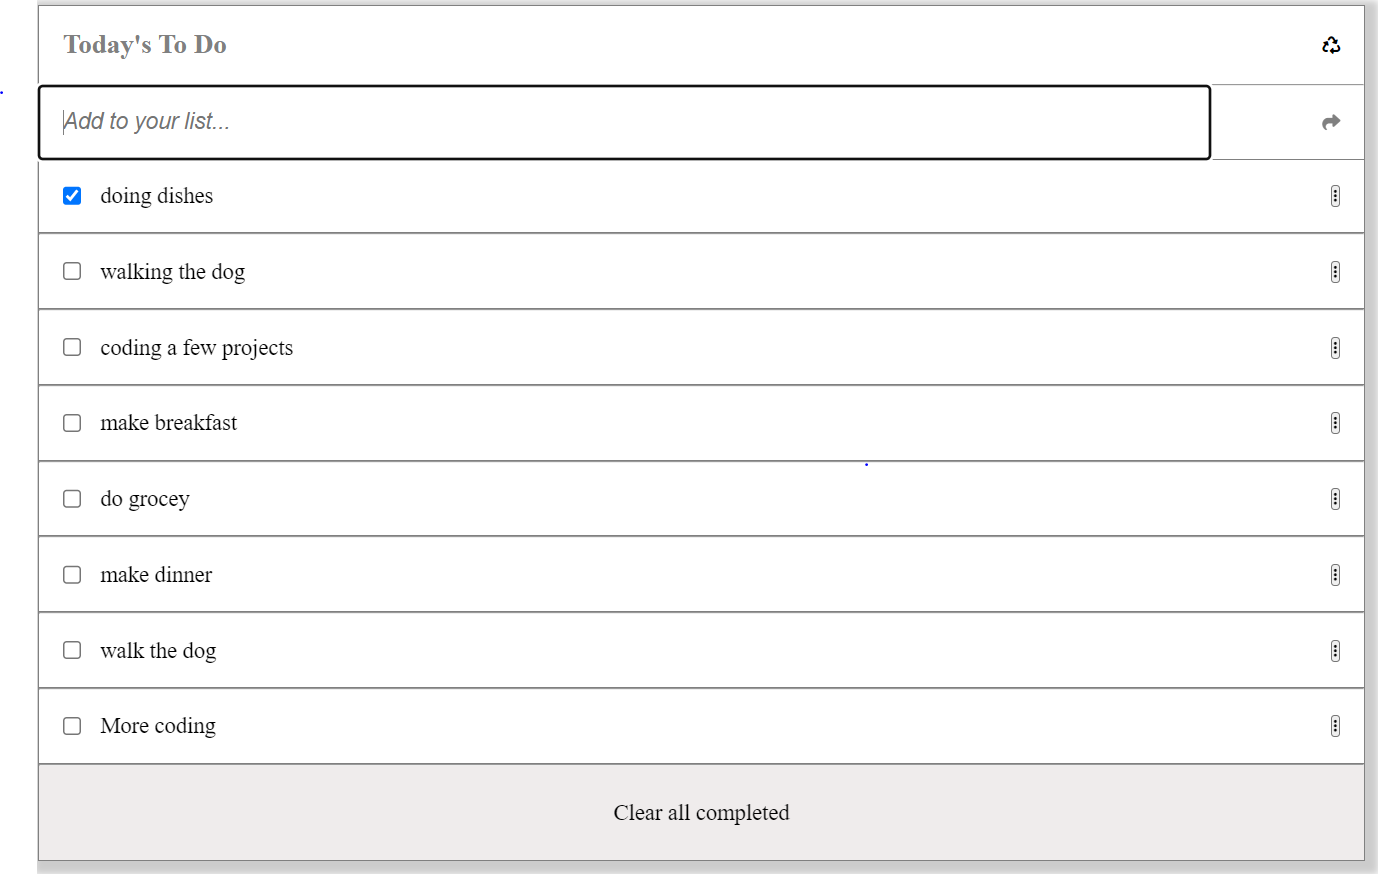 Today's To Do
Add to your list...
doing dishes
walking the dog
coding a few projects
make breakfast
do grocey
make dinner
walk the dog
More coding
Clear all completed